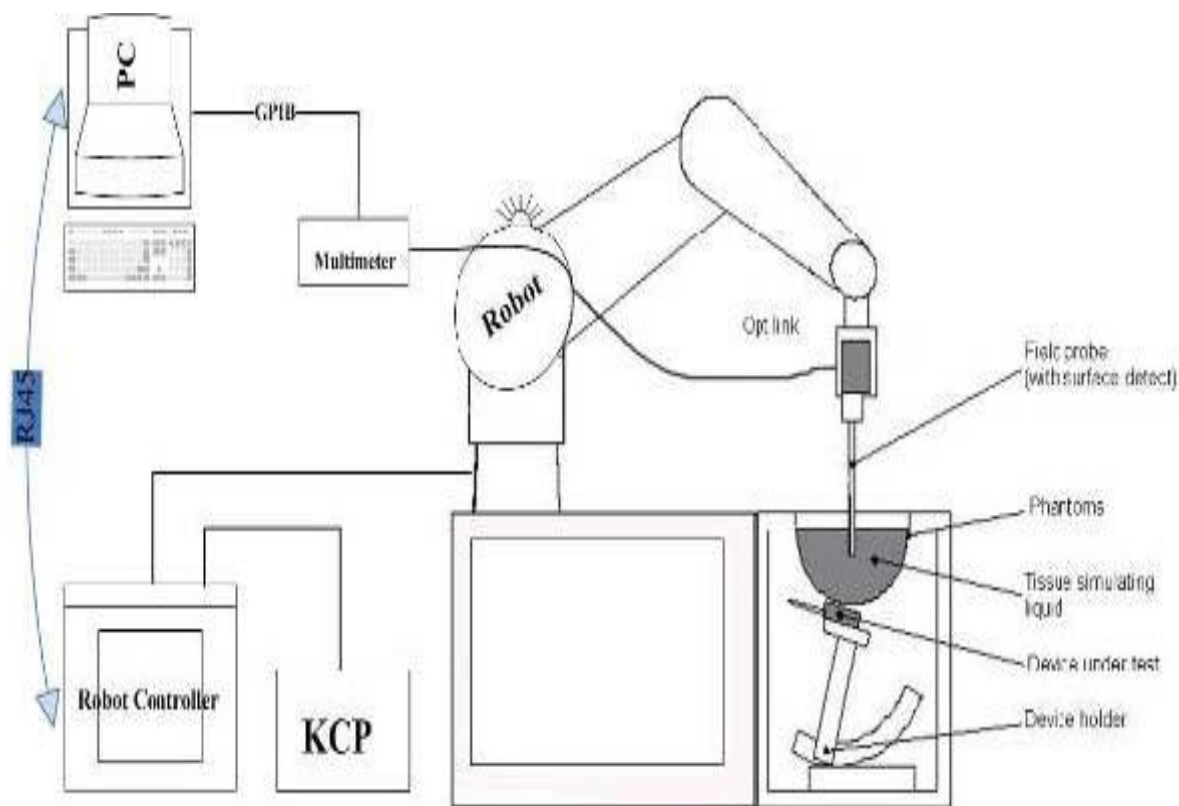 PC
GPIB
Multimeter
Robot
Opt link
Field probe
(with surface detect)
RJ45
Phantoms
Tissue simulating
liquid
Device under test
Device holder
Robot Controller
KCP